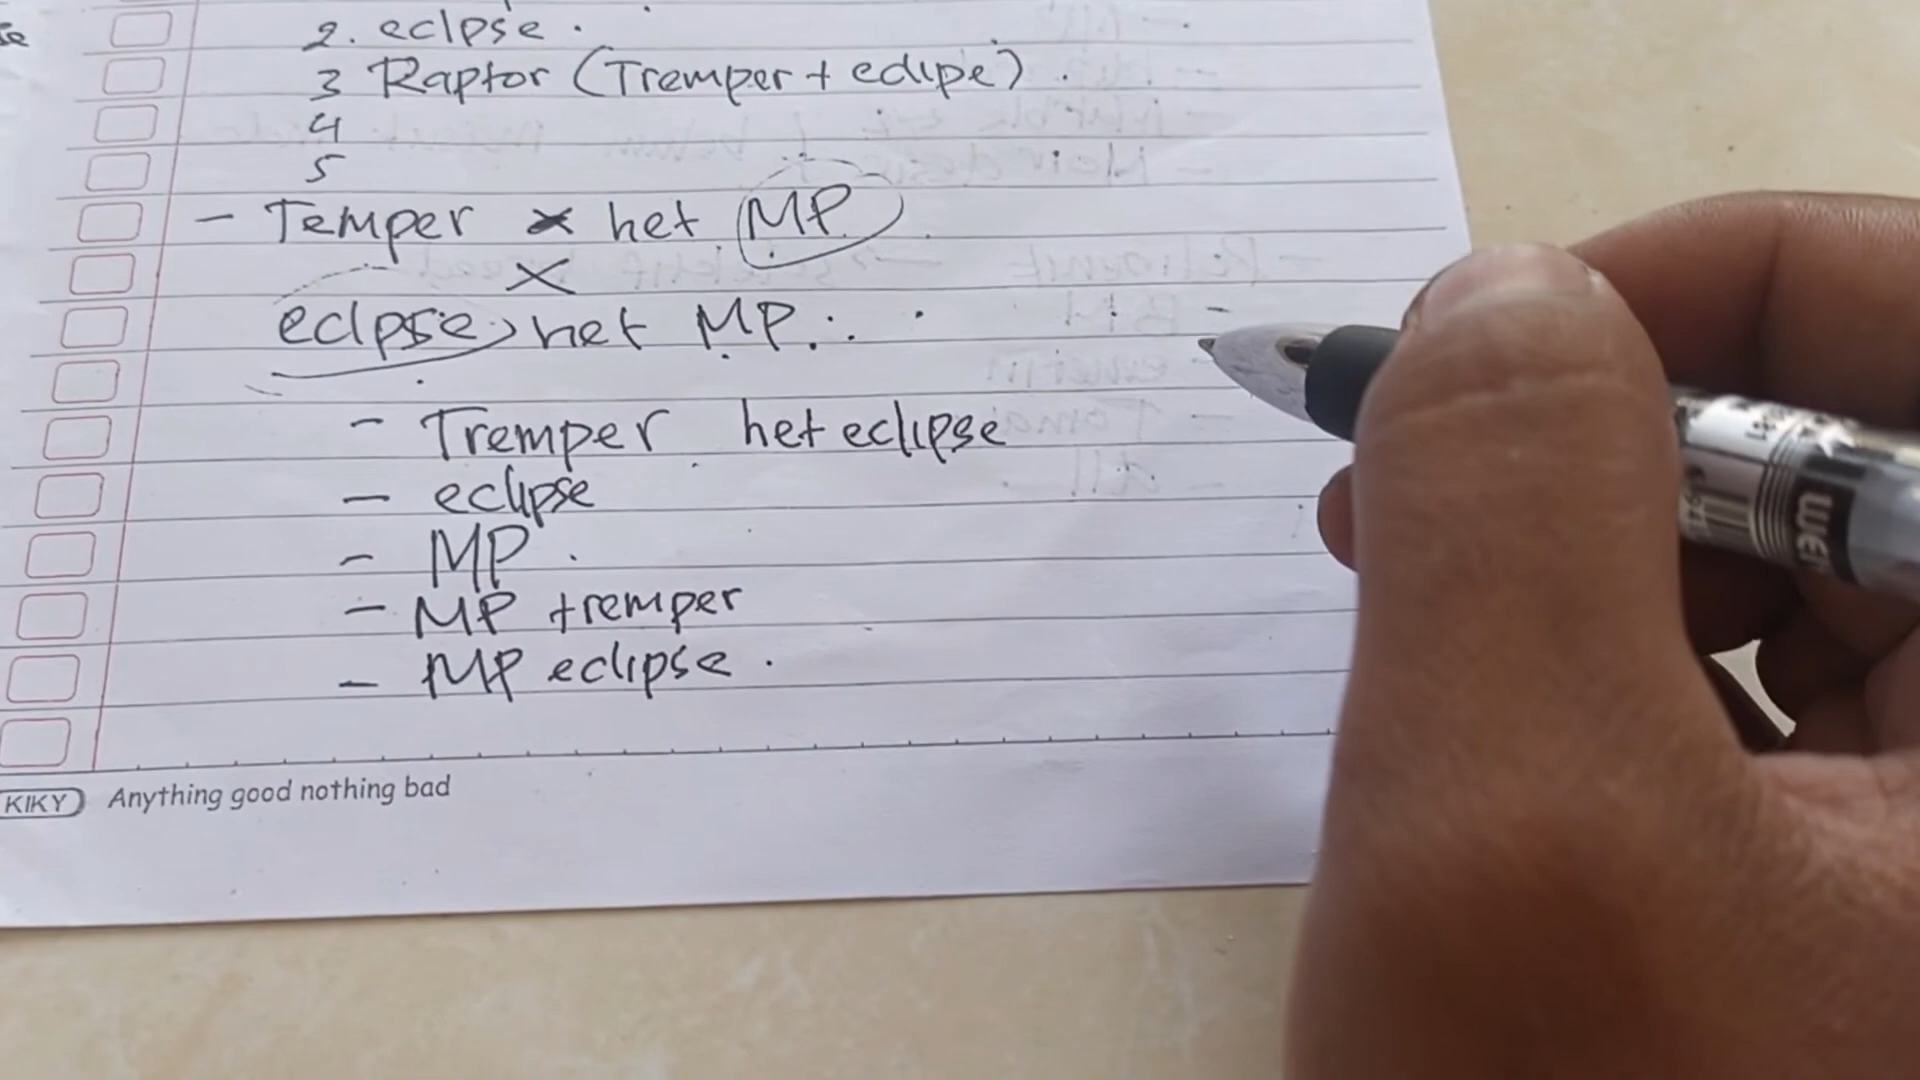 2. eclpse.
3 Raptor (Tremper + eclipe).
4
5
- Temper x het MP
X
eclpse het MP.
- Tremper het eclipse
- eclipse
- MP.
- MP tremper
- MP eclipse.
KIKY Anything good nothing bad